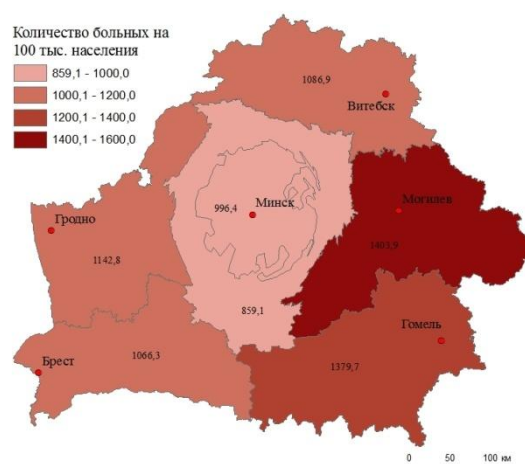 Количество больных на
100 тыс. населения
859,1 - 1000,0
1000,1 - 1200,0
1200,1 - 1400,0
1400,1 - 1600,0
1086,9
Витебск
996,4
Минск
Могилев
Гродно
1142,8
1403,9
859,1
Гомель
Брест
1066,3
1379,7
0 50 100 км